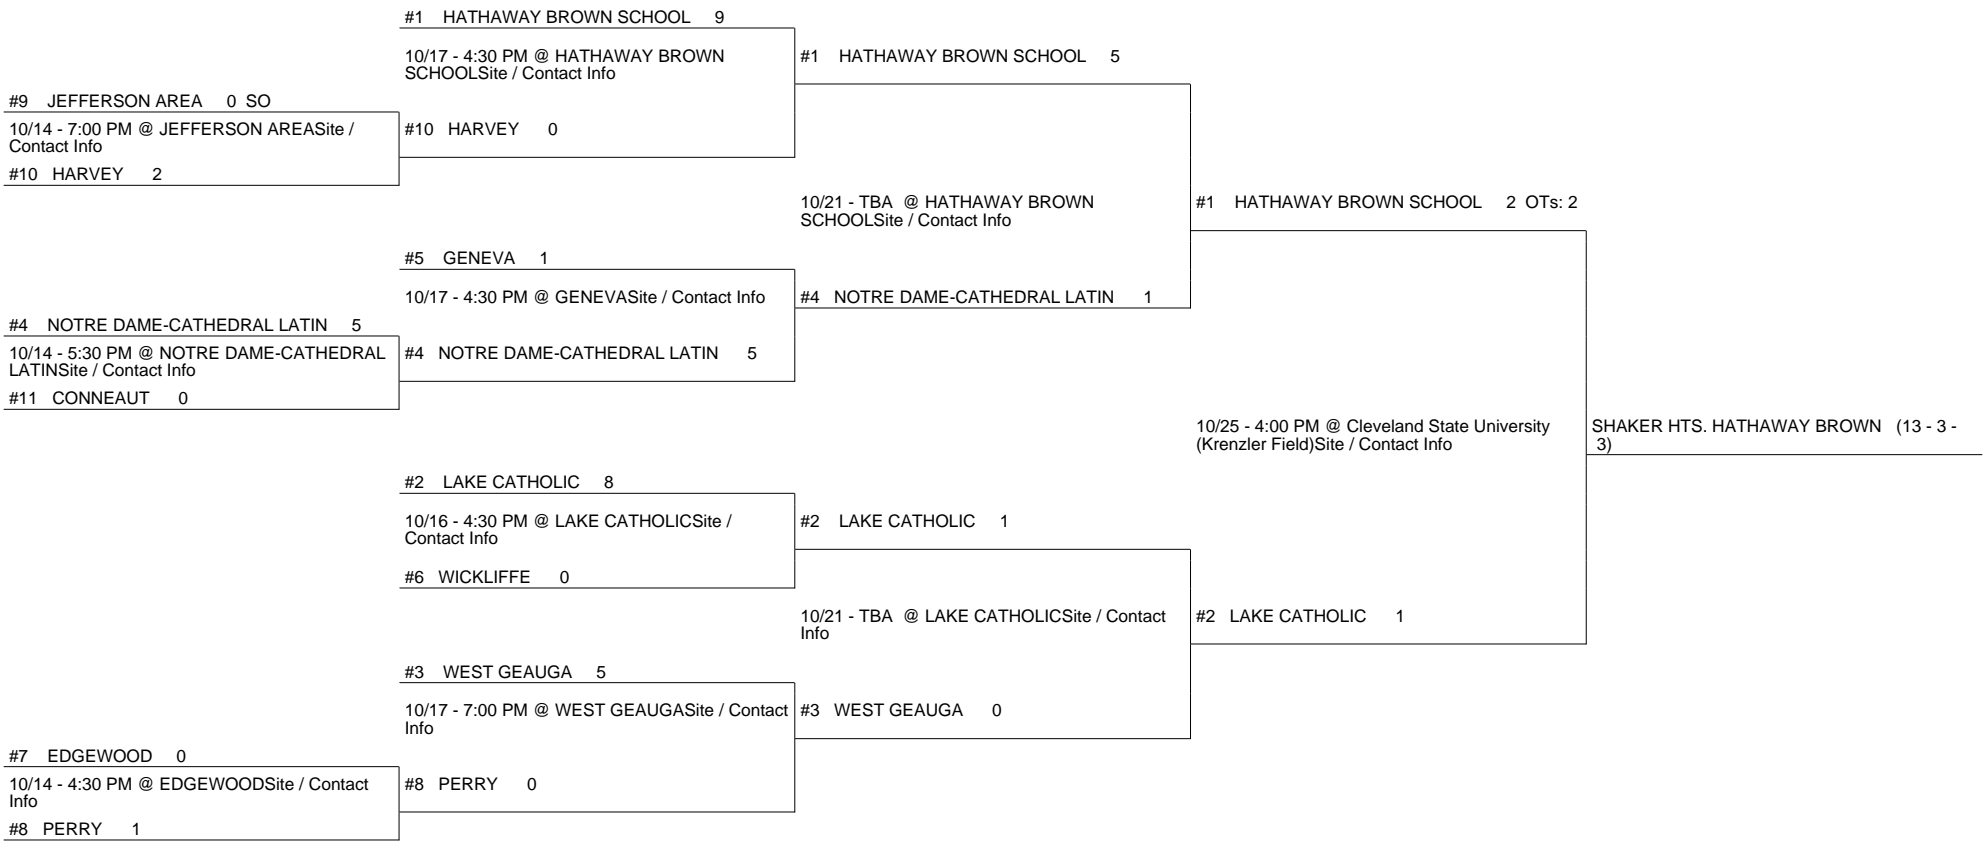 #1 HATHAWAY BROWN SCHOOL 9
10/17 - 4:30 PM @ HATHAWAY BROWN
SCHOOLSite / Contact Info
#1 HATHAWAY BROWN SCHOOL 5
#9 JEFFERSON AREA 0 SO
10/14 - 7:00 PM @ JEFFERSON AREASite /
Contact Info
#10 HARVEY 0
#10 HARVEY 2
10/21 - TBA @ HATHAWAY BROWN
SCHOOLSite / Contact Info
#1 HATHAWAY BROWN SCHOOL 2 OTs: 2
#5 GENEVA 1
10/17 - 4:30 PM @ GENEVASite / Contact Info
#4 NOTRE DAME-CATHEDRAL LATIN 1
#4 NOTRE DAME-CATHEDRAL LATIN 5
10/14 - 5:30 PM @ NOTRE DAME-CATHEDRAL
LATINSite / Contact Info
#4 NOTRE DAME-CATHEDRAL LATIN 5
#11 CONNEAUT 0
10/25 - 4:00 PM @ Cleveland State University
(Krenzler Field)Site / Contact Info
SHAKER HTS. HATHAWAY BROWN (13 - 3 -
3)
#2 LAKE CATHOLIC 8
10/16 - 4:30 PM @ LAKE CATHOLICSite /
Contact Info
#2 LAKE CATHOLIC 1
#6 WICKLIFFE 0
10/21 - TBA @ LAKE CATHOLICSite / Contact
Info
#2 LAKE CATHOLIC 1
#3 WEST GEAUGA 5
10/17 - 7:00 PM @ WEST GEAUGASite / Contact
Info
#3 WEST GEAUGA 0
#7 EDGEWOOD 0
10/14 - 4:30 PM @ EDGEWOODSite / Contact
Info
#8 PERRY 0
#8 PERRY 1